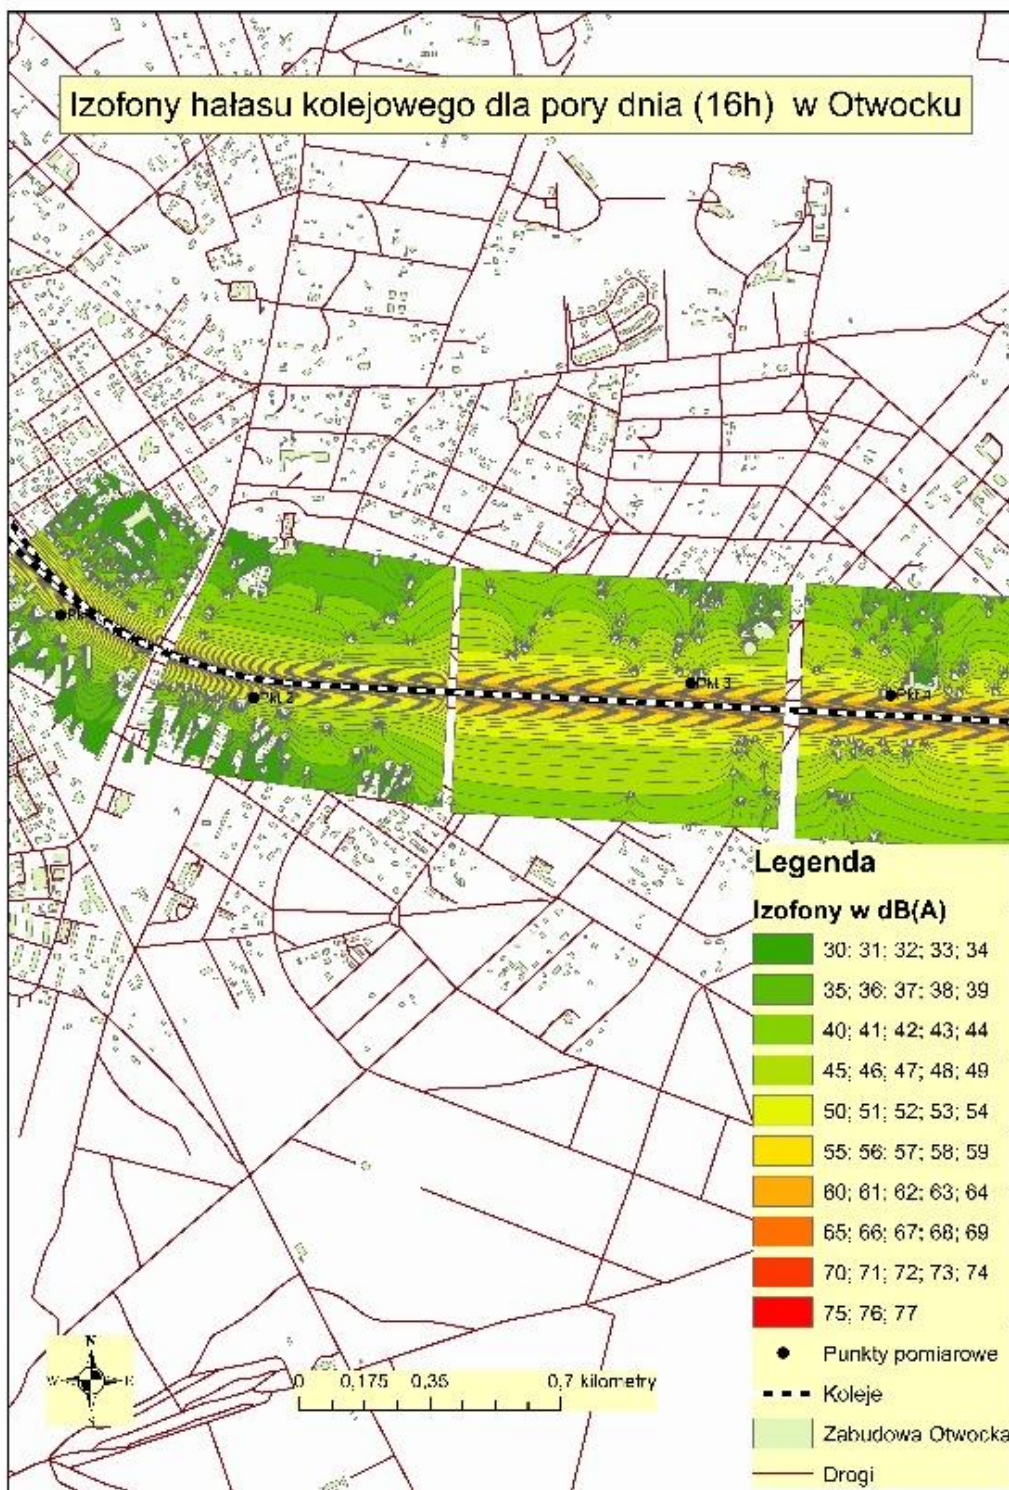 Izofony hałasu kolejowego dla pory dnia (16h) w Otwocku
Pkt 2
Pkt 3
Pkt 4
Legenda
Izofony w dB(A)
30; 31; 32; 33; 34
35; 36; 37; 38; 39
40; 41; 42; 43; 44
45; 46; 47; 48; 49
50; 51; 52; 53; 54
55; 56; 57; 58; 59
60; 61; 62; 63; 64
65; 66; 67; 68; 69
70; 71; 72; 73; 74
75; 76; 77
Punkty pomiarowe
Koleje
Zabudowa Otwocka
Drogi
N
W E
S
0 0,175 0,35 0,7 kilometry